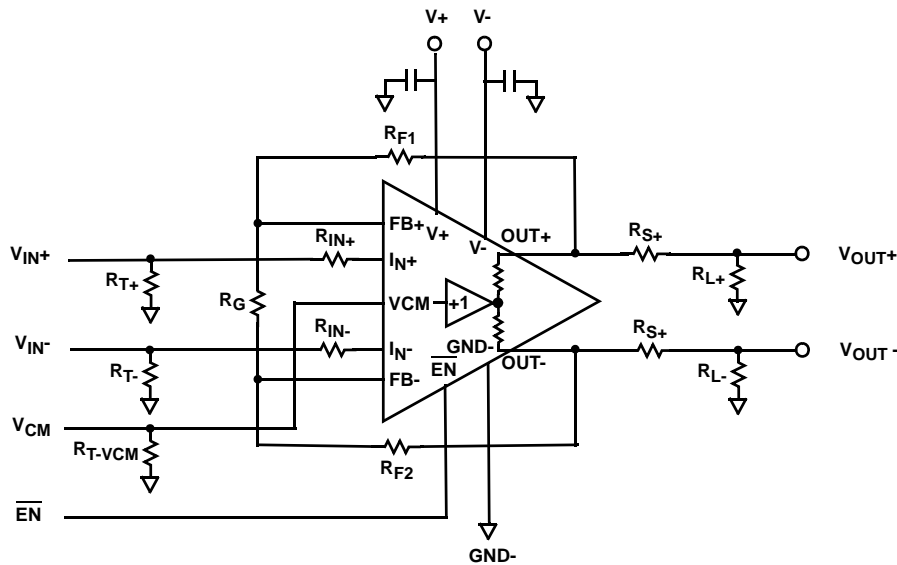 V+ V-
RF1
FB+
V+
V-
OUT+
RS+
VIN+
RIN+
IN+
VOUT+
RT+
RL+
RG
VCM
+1
RIN-
VIN-
IN-
GND-
RS+
VOUT -
EN
OUT-
RT-
FB-
RL-
VCM
RT-VCM
RF2
EN
GND-